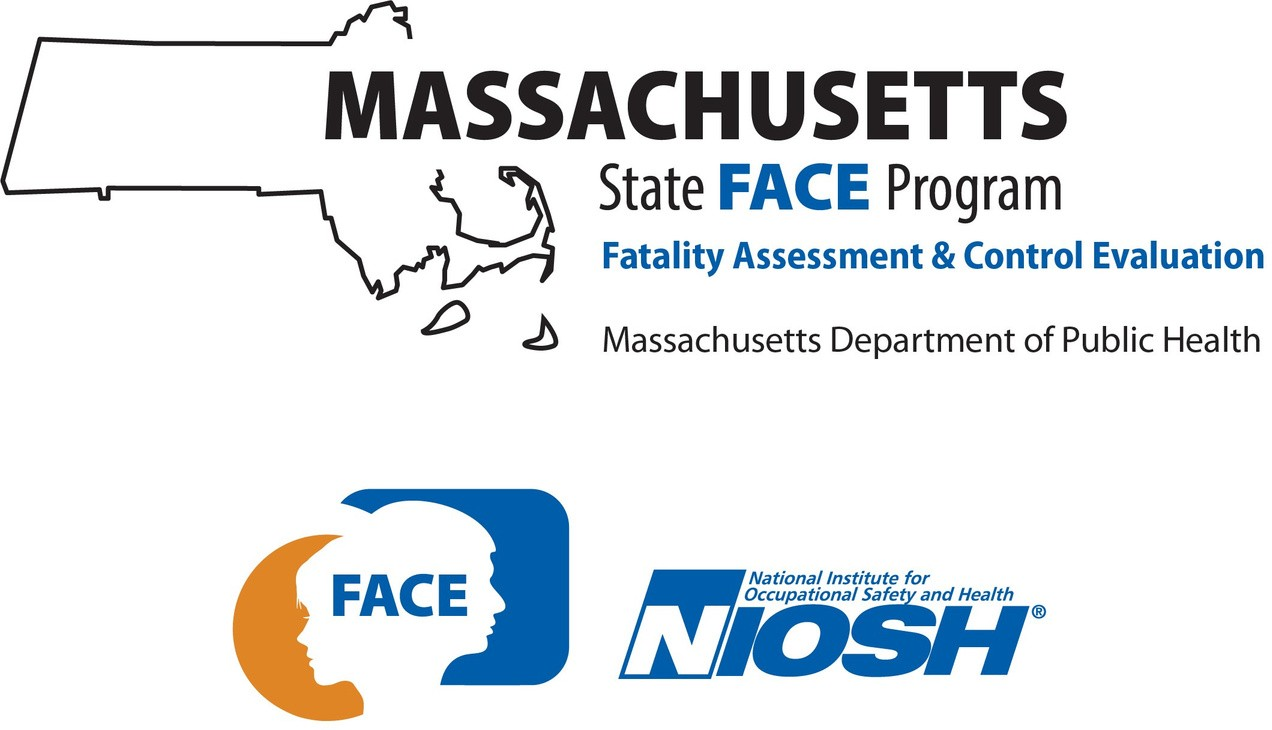 MASSACHUSETTS
State FACE Program
Fatality Assessment & Control Evaluation
Massachusetts Department of Public Health
FACE
National Institute for
Occupational Safety and Health
NIOSH®